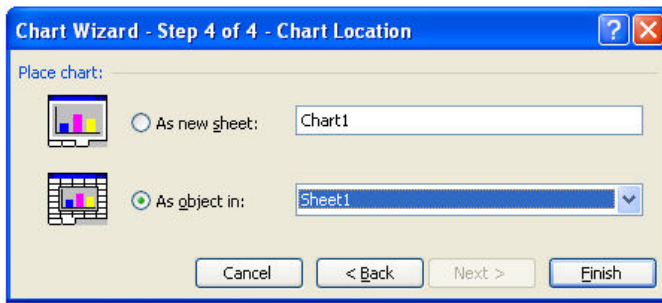 Chart Wizard - Step 4 of 4 - Chart Location
Place chart:
As new sheet: Chart1
As object in: Sheet1
Cancel < Back Next > Finish